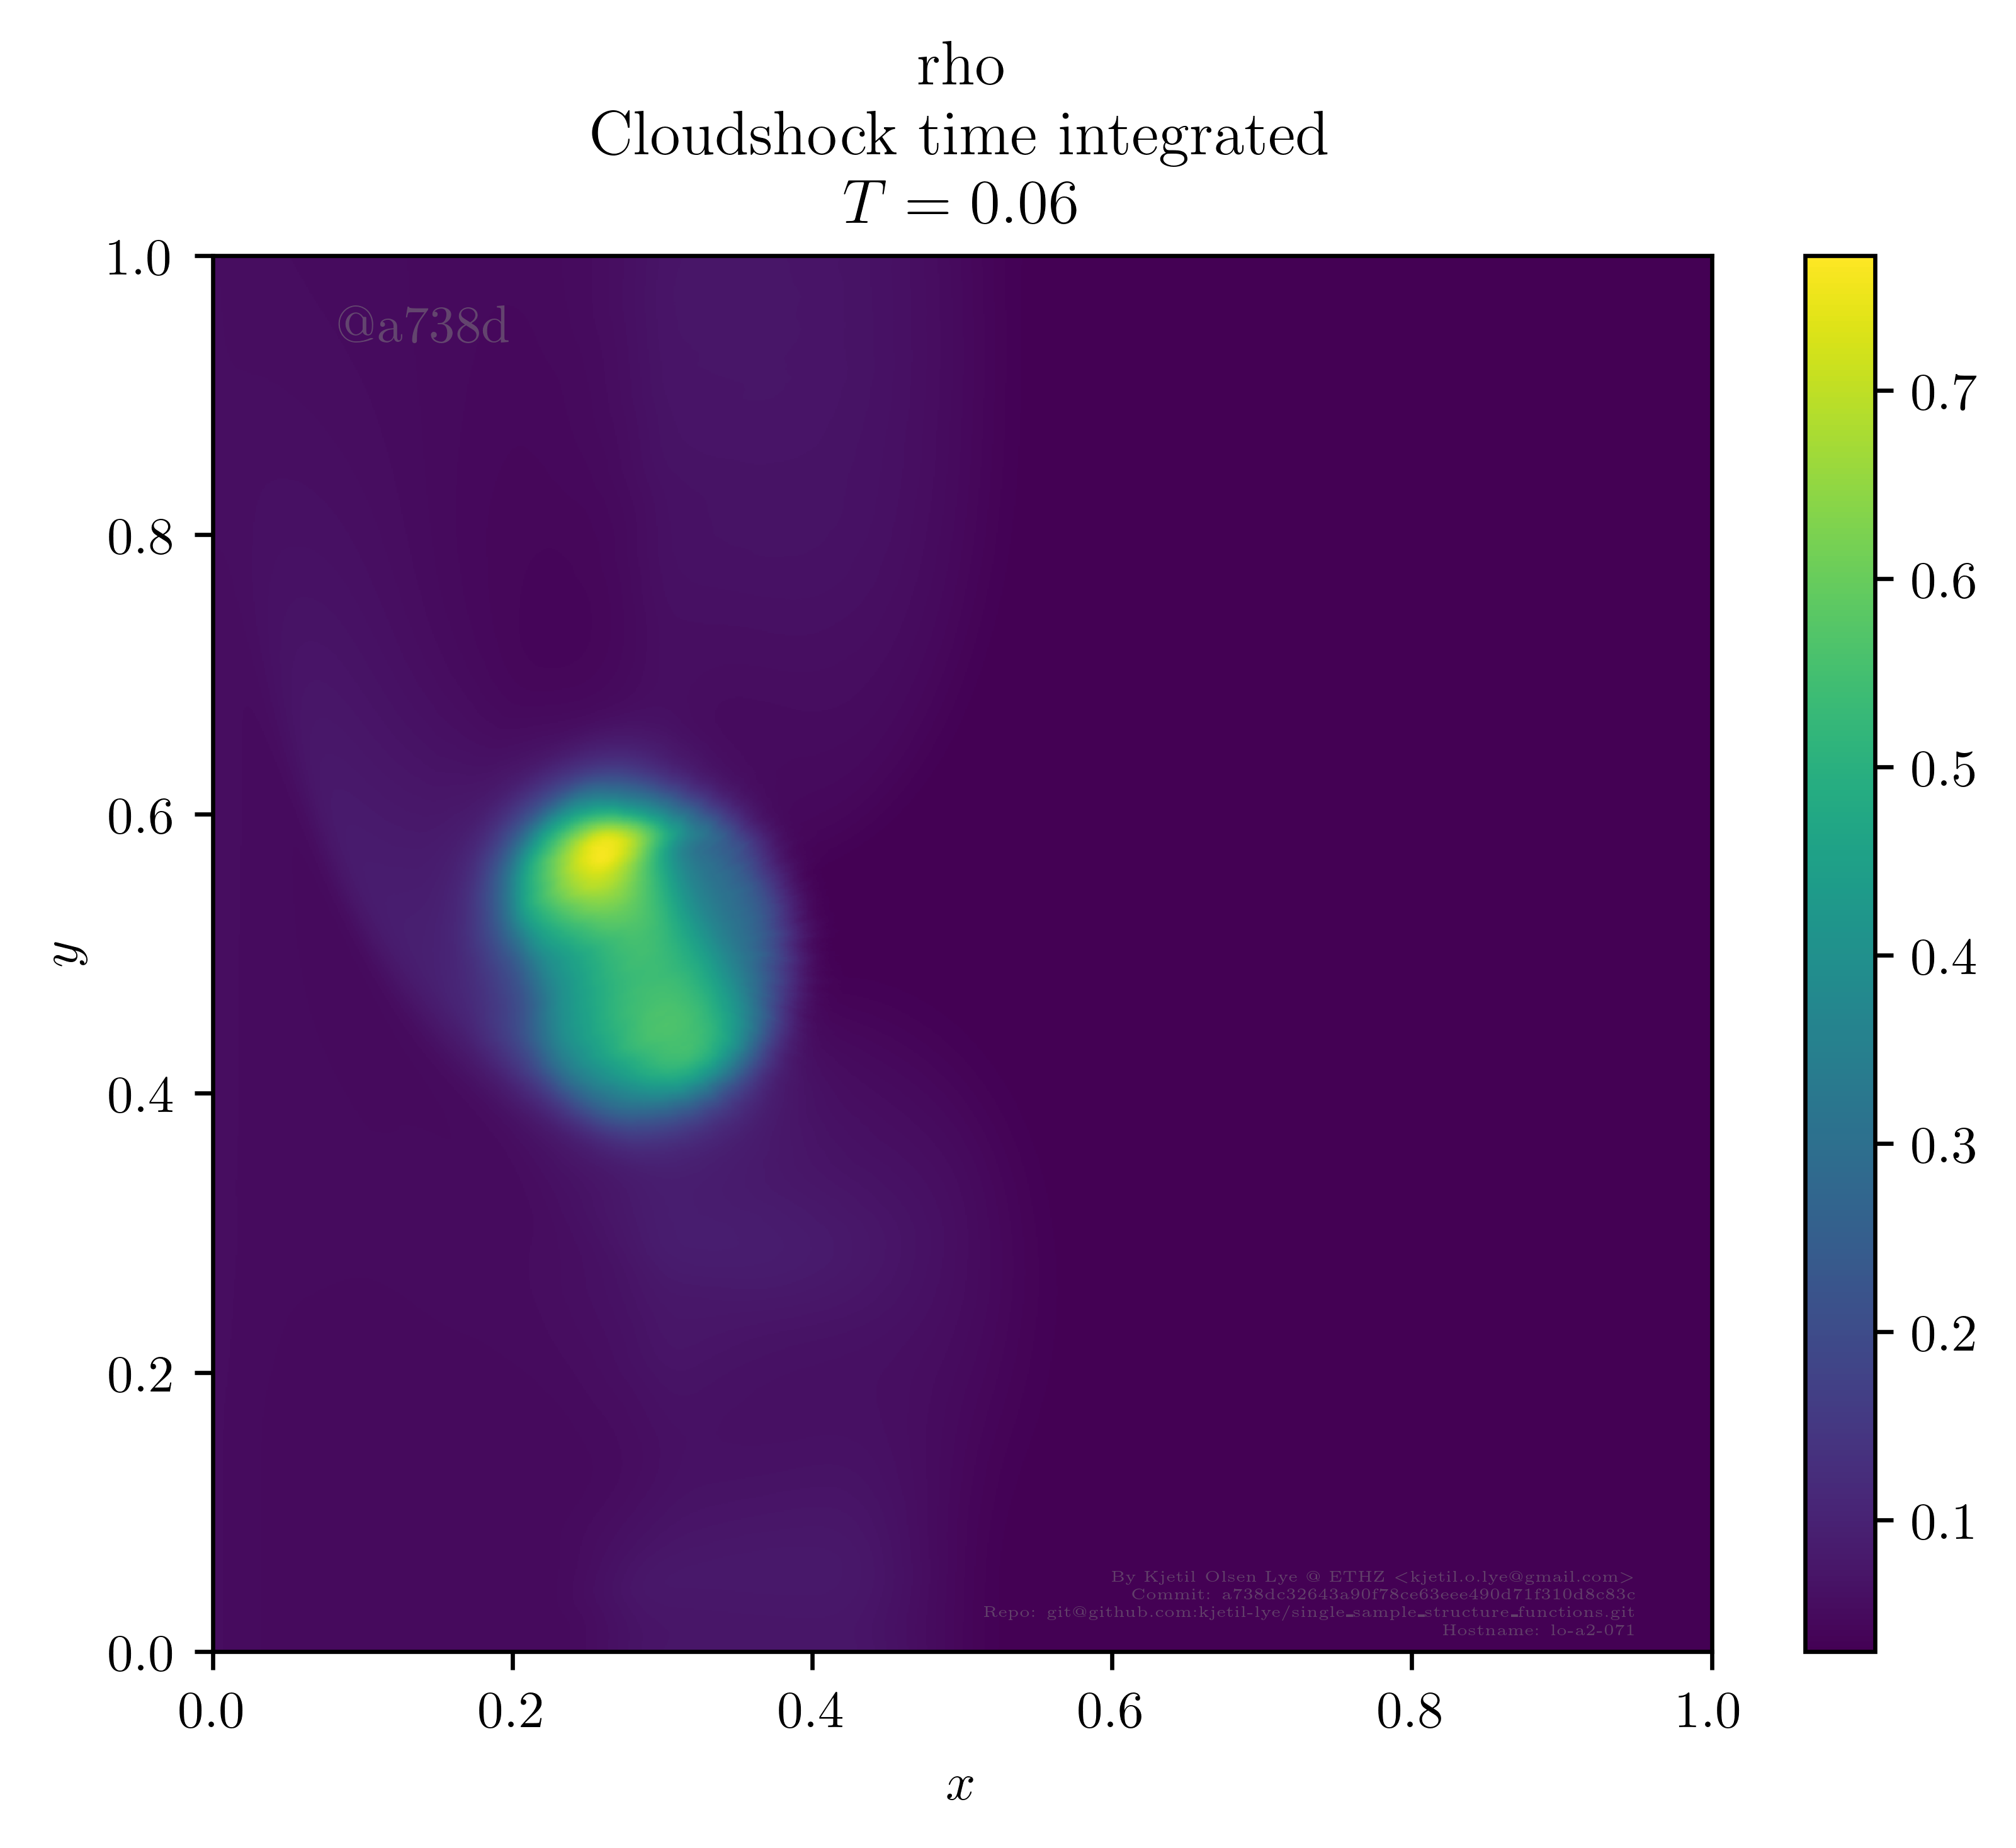 rho
Cloudshock time integrated
T = 0.06
@a738d
1.0
0.8
0.6
0.4
0.2
0.0
y
0.0 0.2 0.4 0.6 0.8 1.0
x
0.7
0.6
0.5
0.4
0.3
0.2
0.1
By Kjetil Olsen Lye @ ETHZ <kjetil.o.lye@gmail.com>
Commit: a738dc32643a90f78ce63eee490d71f310d8c83c
Repo: git@github.com:kjetil-lye/single_sample_structure_functions.git
Hostname: lo-a2-071